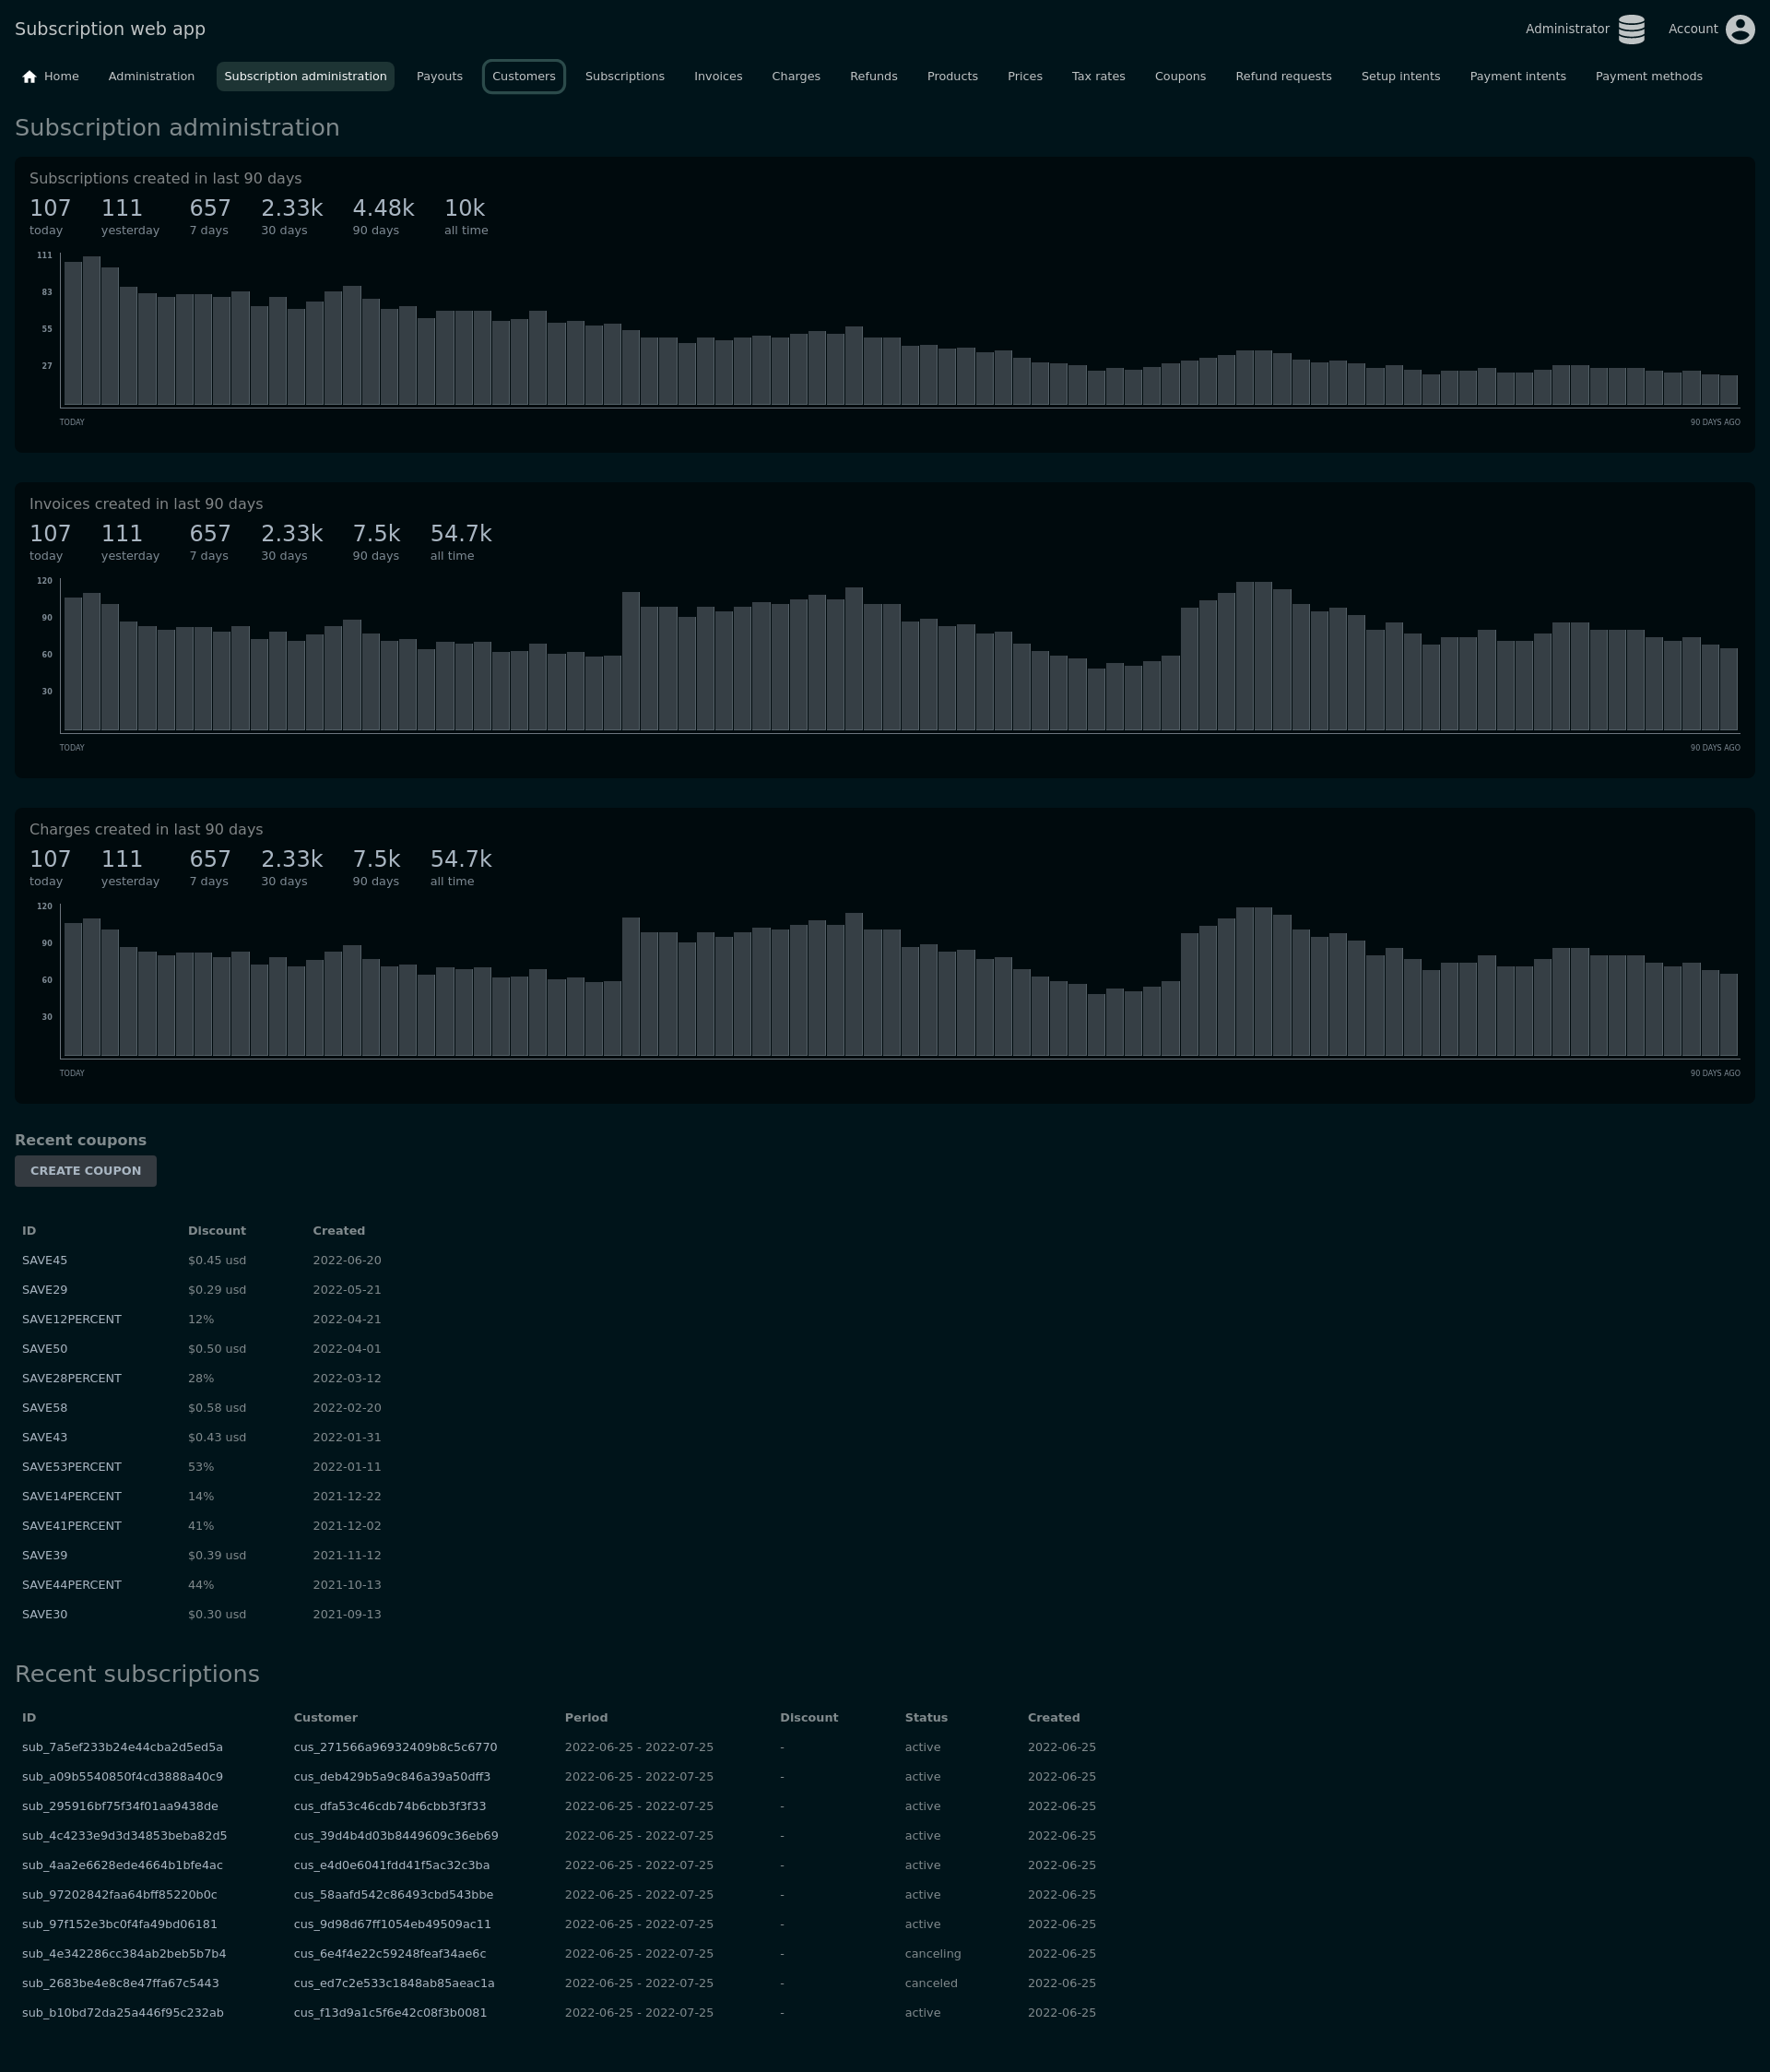 Subscription web app Administrator Account
Home Administration Subscription administration Payouts Customers Subscriptions Invoices Charges Refunds Products Prices Tax rates Coupons Refund requests Setup intents Payment intents Payment methods
Subscription administration
Subscriptions created in last 90 days
107 111 657 2.33k 4.48k 10k
today yesterday 7 days 30 days 90 days all time
111
83
55
27
TODAY 90 DAYS AGO
Invoices created in last 90 days
107 111 657 2.33k 7.5k 54.7k
today yesterday 7 days 30 days 90 days all time
120
90
60
30
TODAY 90 DAYS AGO
Charges created in last 90 days
107 111 657 2.33k 7.5k 54.7k
today yesterday 7 days 30 days 90 days all time
120
90
60
30
TODAY 90 DAYS AGO
Recent coupons
CREATE COUPON
ID Discount Created
SAVE45 $0.45 usd 2022-06-20
SAVE29 $0.29 usd 2022-05-21
SAVE12PERCENT 12% 2022-04-21
SAVE50 $0.50 usd 2022-04-01
SAVE28PERCENT 28% 2022-03-12
SAVE58 $0.58 usd 2022-02-20
SAVE43 $0.43 usd 2022-01-31
SAVE53PERCENT 53% 2022-01-11
SAVE14PERCENT 14% 2021-12-22
SAVE41PERCENT 41% 2021-12-02
SAVE39 $0.39 usd 2021-11-12
SAVE44PERCENT 44% 2021-10-13
SAVE30 $0.30 usd 2021-09-13
Recent subscriptions
ID Customer Period Discount Status Created
sub_7a5ef233b24e44cba2d5ed5a cus_271566a96932409b8c5c6770 2022-06-25 - 2022-07-25 - active 2022-06-25
sub_a09b5540850f4cd3888a40c9 cus_deb429b5a9c846a39a50dff3 2022-06-25 - 2022-07-25 - active 2022-06-25
sub_295916bf75f34f01aa9438de cus_dfa53c46cdb74b6cbb3f3f33 2022-06-25 - 2022-07-25 - active 2022-06-25
sub_4c4233e9d3d34853beba82d5 cus_39d4b4d03b8449609c36eb69 2022-06-25 - 2022-07-25 - active 2022-06-25
sub_4aa2e6628ede4664b1bfe4ac cus_e4d0e6041fdd41f5ac32c3ba 2022-06-25 - 2022-07-25 - active 2022-06-25
sub_97202842faa64bff85220b0c cus_58aafd542c86493cbd543bbe 2022-06-25 - 2022-07-25 - active 2022-06-25
sub_97f152e3bc0f4fa49bd06181 cus_9d98d67ff1054eb49509ac11 2022-06-25 - 2022-07-25 - active 2022-06-25
sub_4e342286cc384ab2beb5b7b4 cus_6e4f4e22c59248feaf34ae6c 2022-06-25 - 2022-07-25 - canceling 2022-06-25
sub_2683be4e8c8e47ffa67c5443 cus_ed7c2e533c1848ab85aeac1a 2022-06-25 - 2022-07-25 - canceled 2022-06-25
sub_b10bd72da25a446f95c232ab cus_f13d9a1c5f6e42c08f3b0081 2022-06-25 - 2022-07-25 - active 2022-06-25